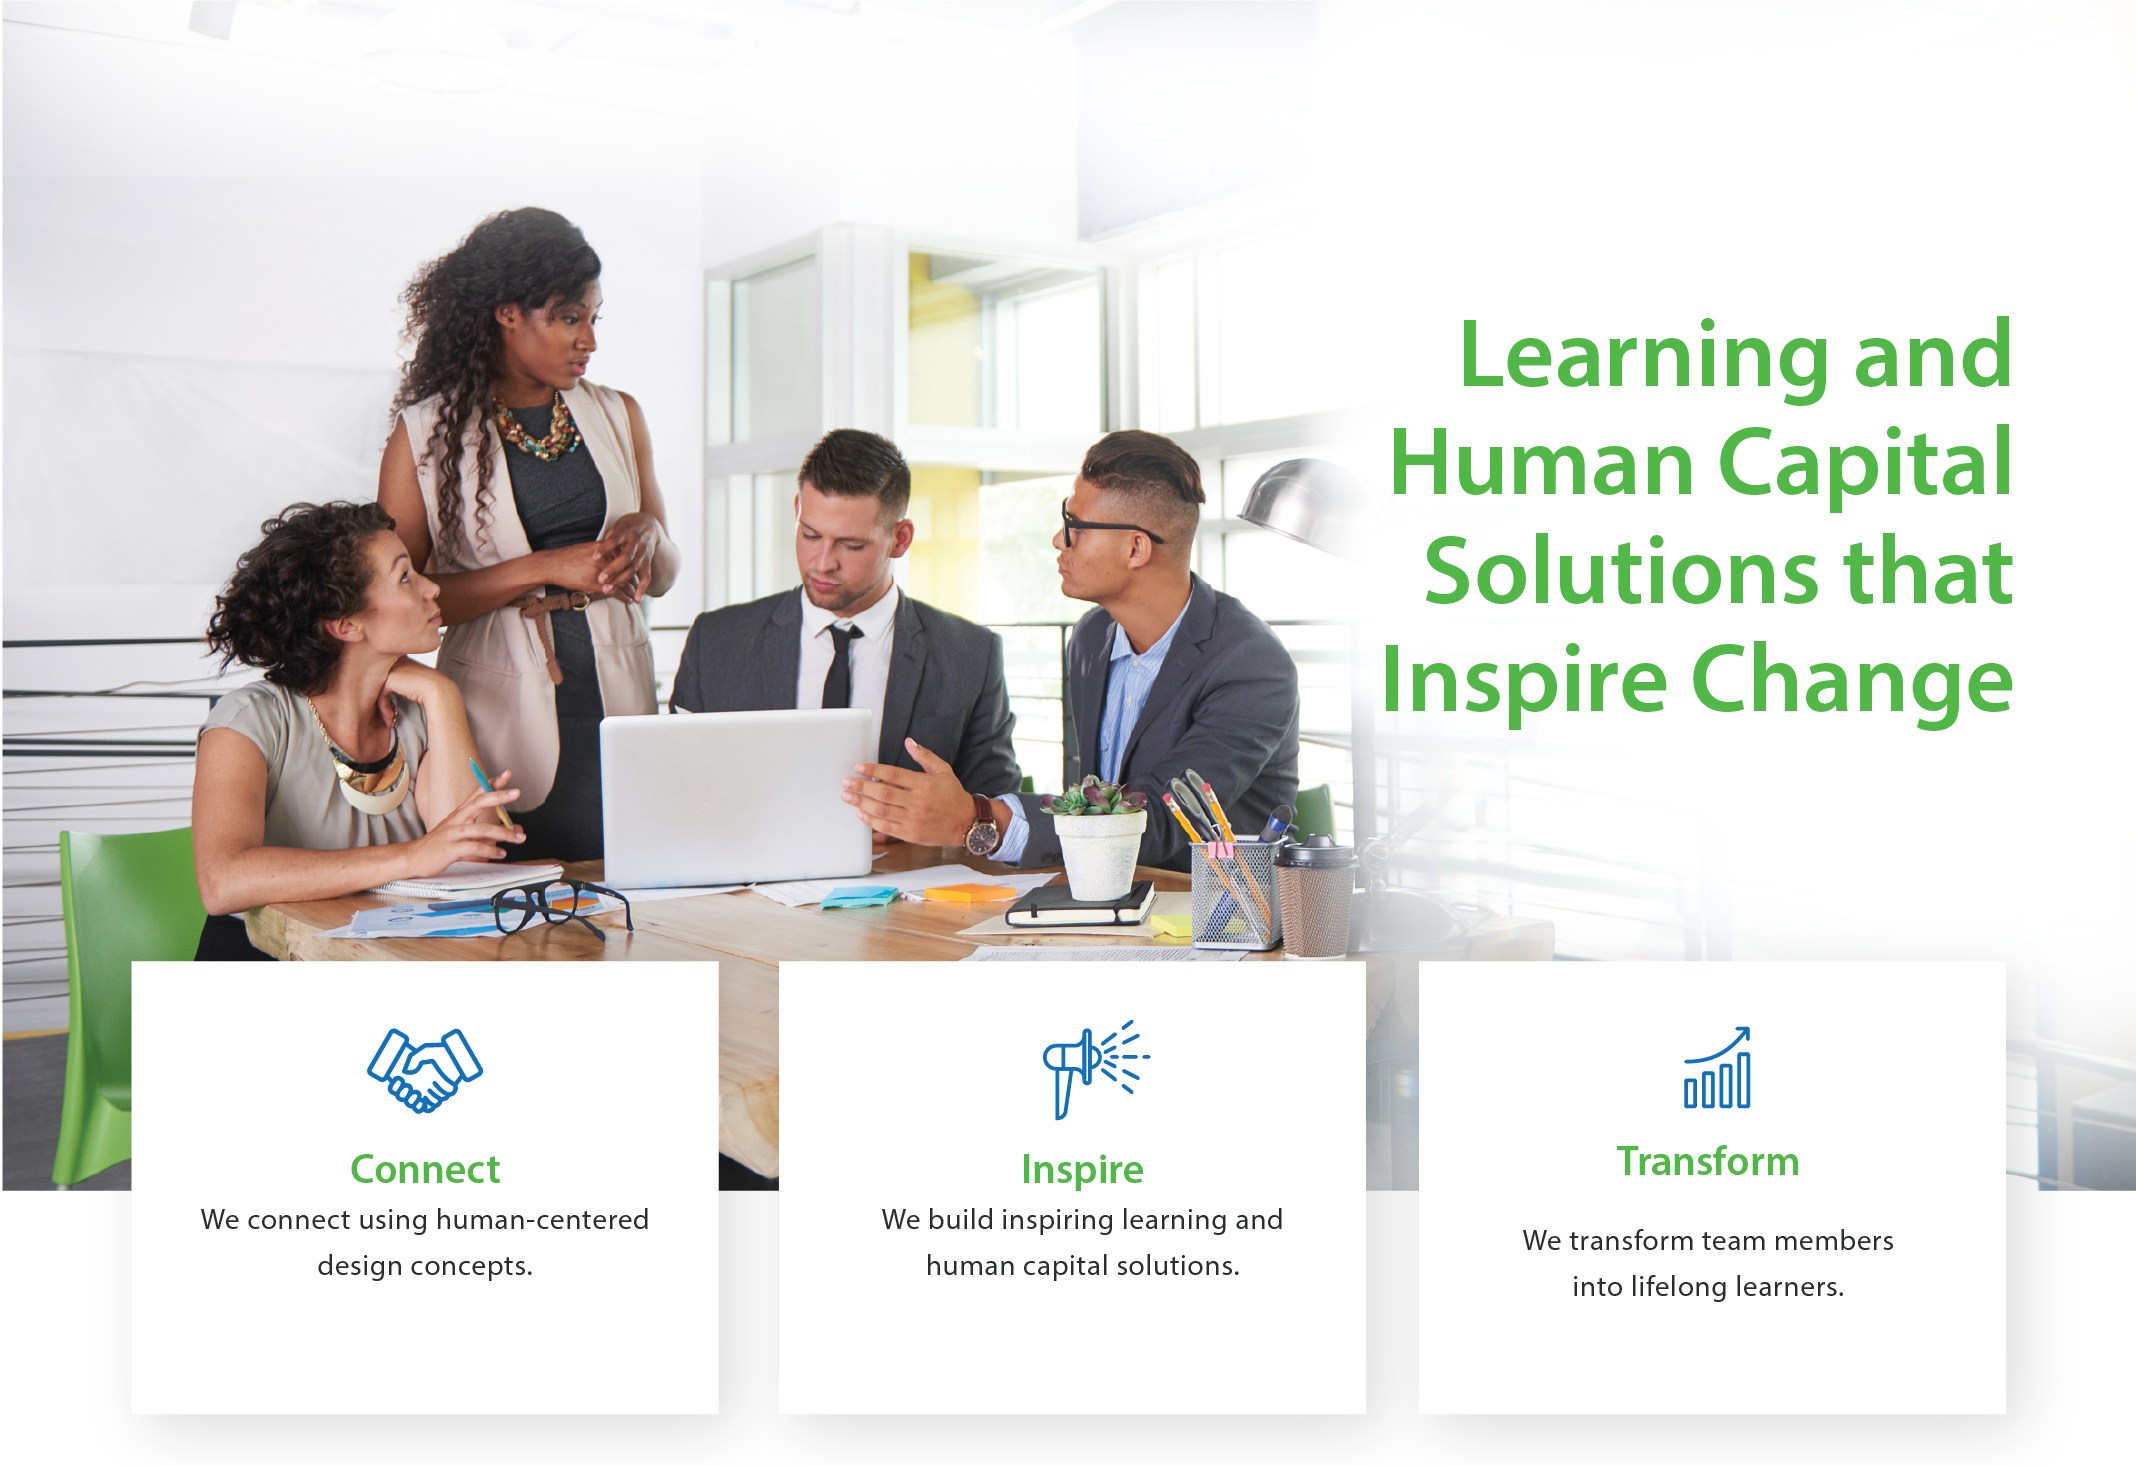 Learning and
Human Capital
Solutions that
Inspire Change
Connect
We connect using human-centered
design concepts.
Inspire
We build inspiring learning and
human capital solutions.
Transform
We transform team members
into lifelong learners.